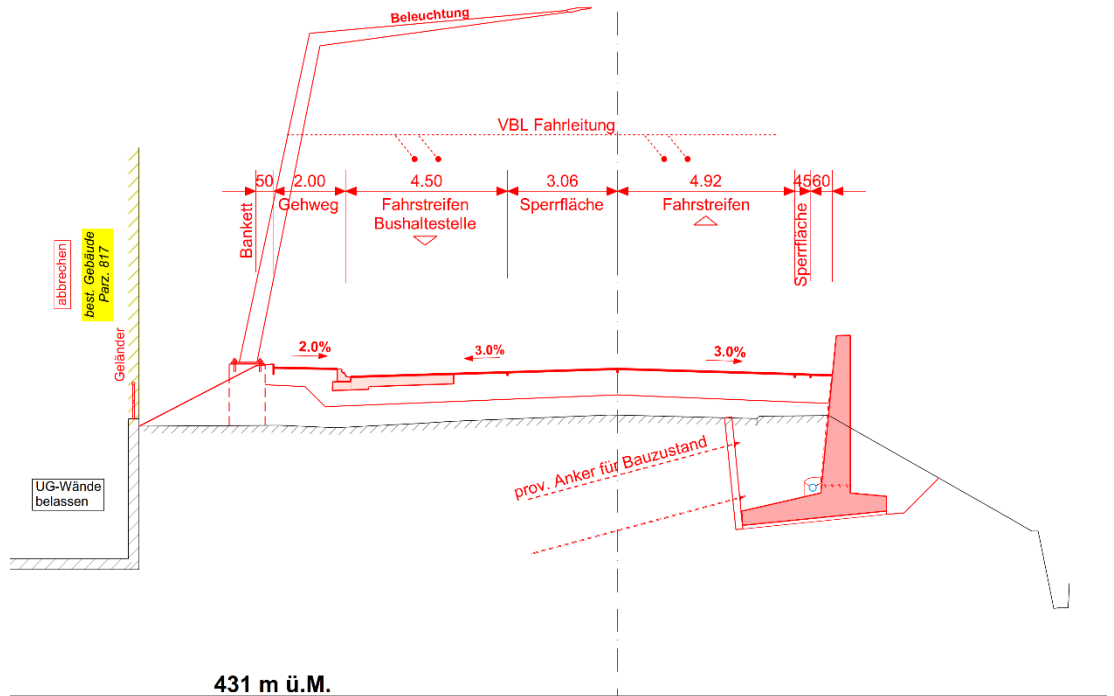 Beleuchtung
VBL Fahrleitung
50
2.00
4.50
3.06
4.92
45
60
Gehweg
Fahrstreifen
Bushaltestelle
Sperrfläche
Fahrstreifen
Bankett
Sperrfläche
abbrechen
best. Gebäude
Parz. 817
Geländer
2.0%
3.0%
3.0%
prov. Anker für Bauzustand
UG-Wände
belassen
431 m ü.M.